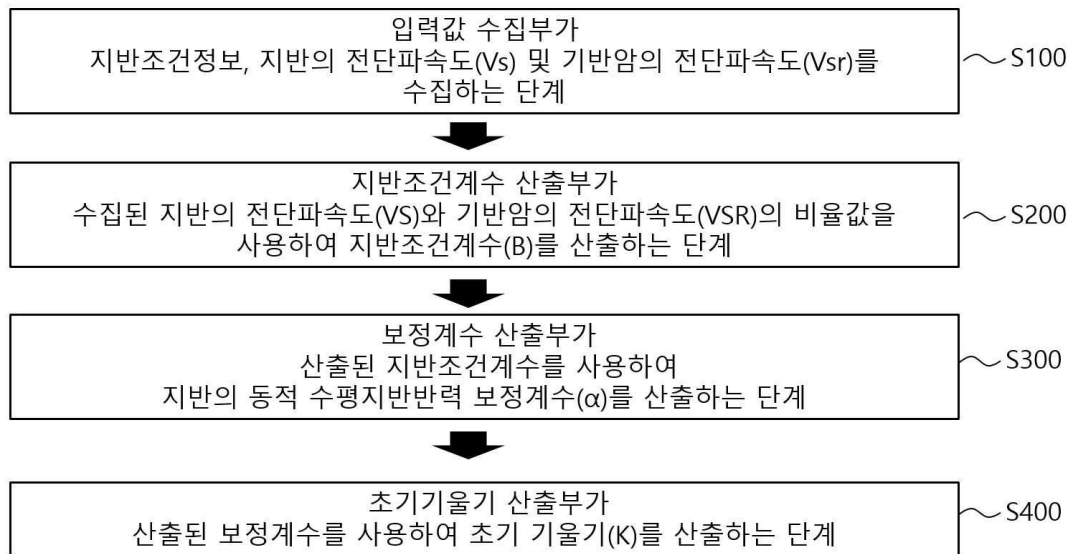 입력값 수집부가
지반조건정보, 지반의 전단파속도(Vs) 및 기반암의 전단파속도(Vsr)를
수집하는 단계
S100
지반조건계수 산출부가
수집된 지반의 전단파속도(VS)와 기반암의 전단파속도(VSR)의 비율값을
사용하여 지반조건계수(B)를 산출하는 단계
S200
보정계수 산출부가
산출된 지반조건계수를 사용하여
지반의 동적 수평지반반력 보정계수(α)를 산출하는 단계
S300
초기기울기 산출부가
산출된 보정계수를 사용하여 초기 기울기(K)를 산출하는 단계
S400